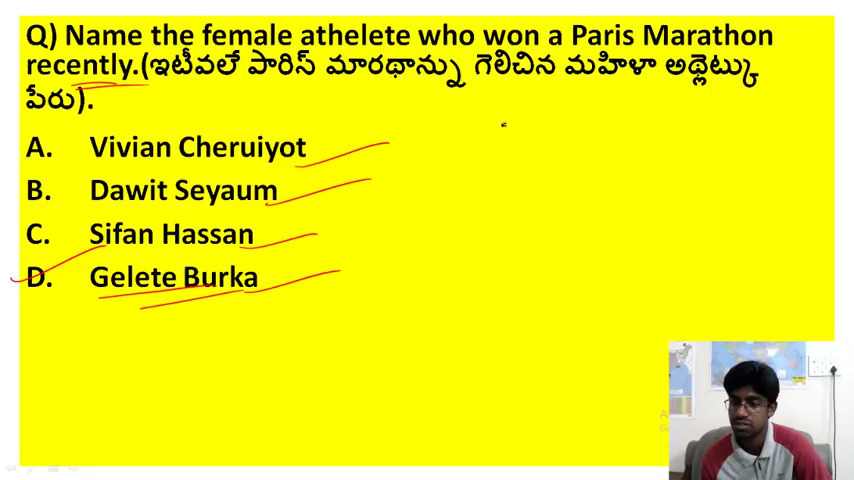 Q) Name the female athelete who won a Paris Marathon
recently.(ఇటీవలే పారిస్ మారథాన్ను గెలిచిన మహిళా అథ్లెట్కు
పేరు).
A. Vivian Cheruiyot
B. Dawit Seyaum
C. Sifan Hassan
D. Gelete Burka